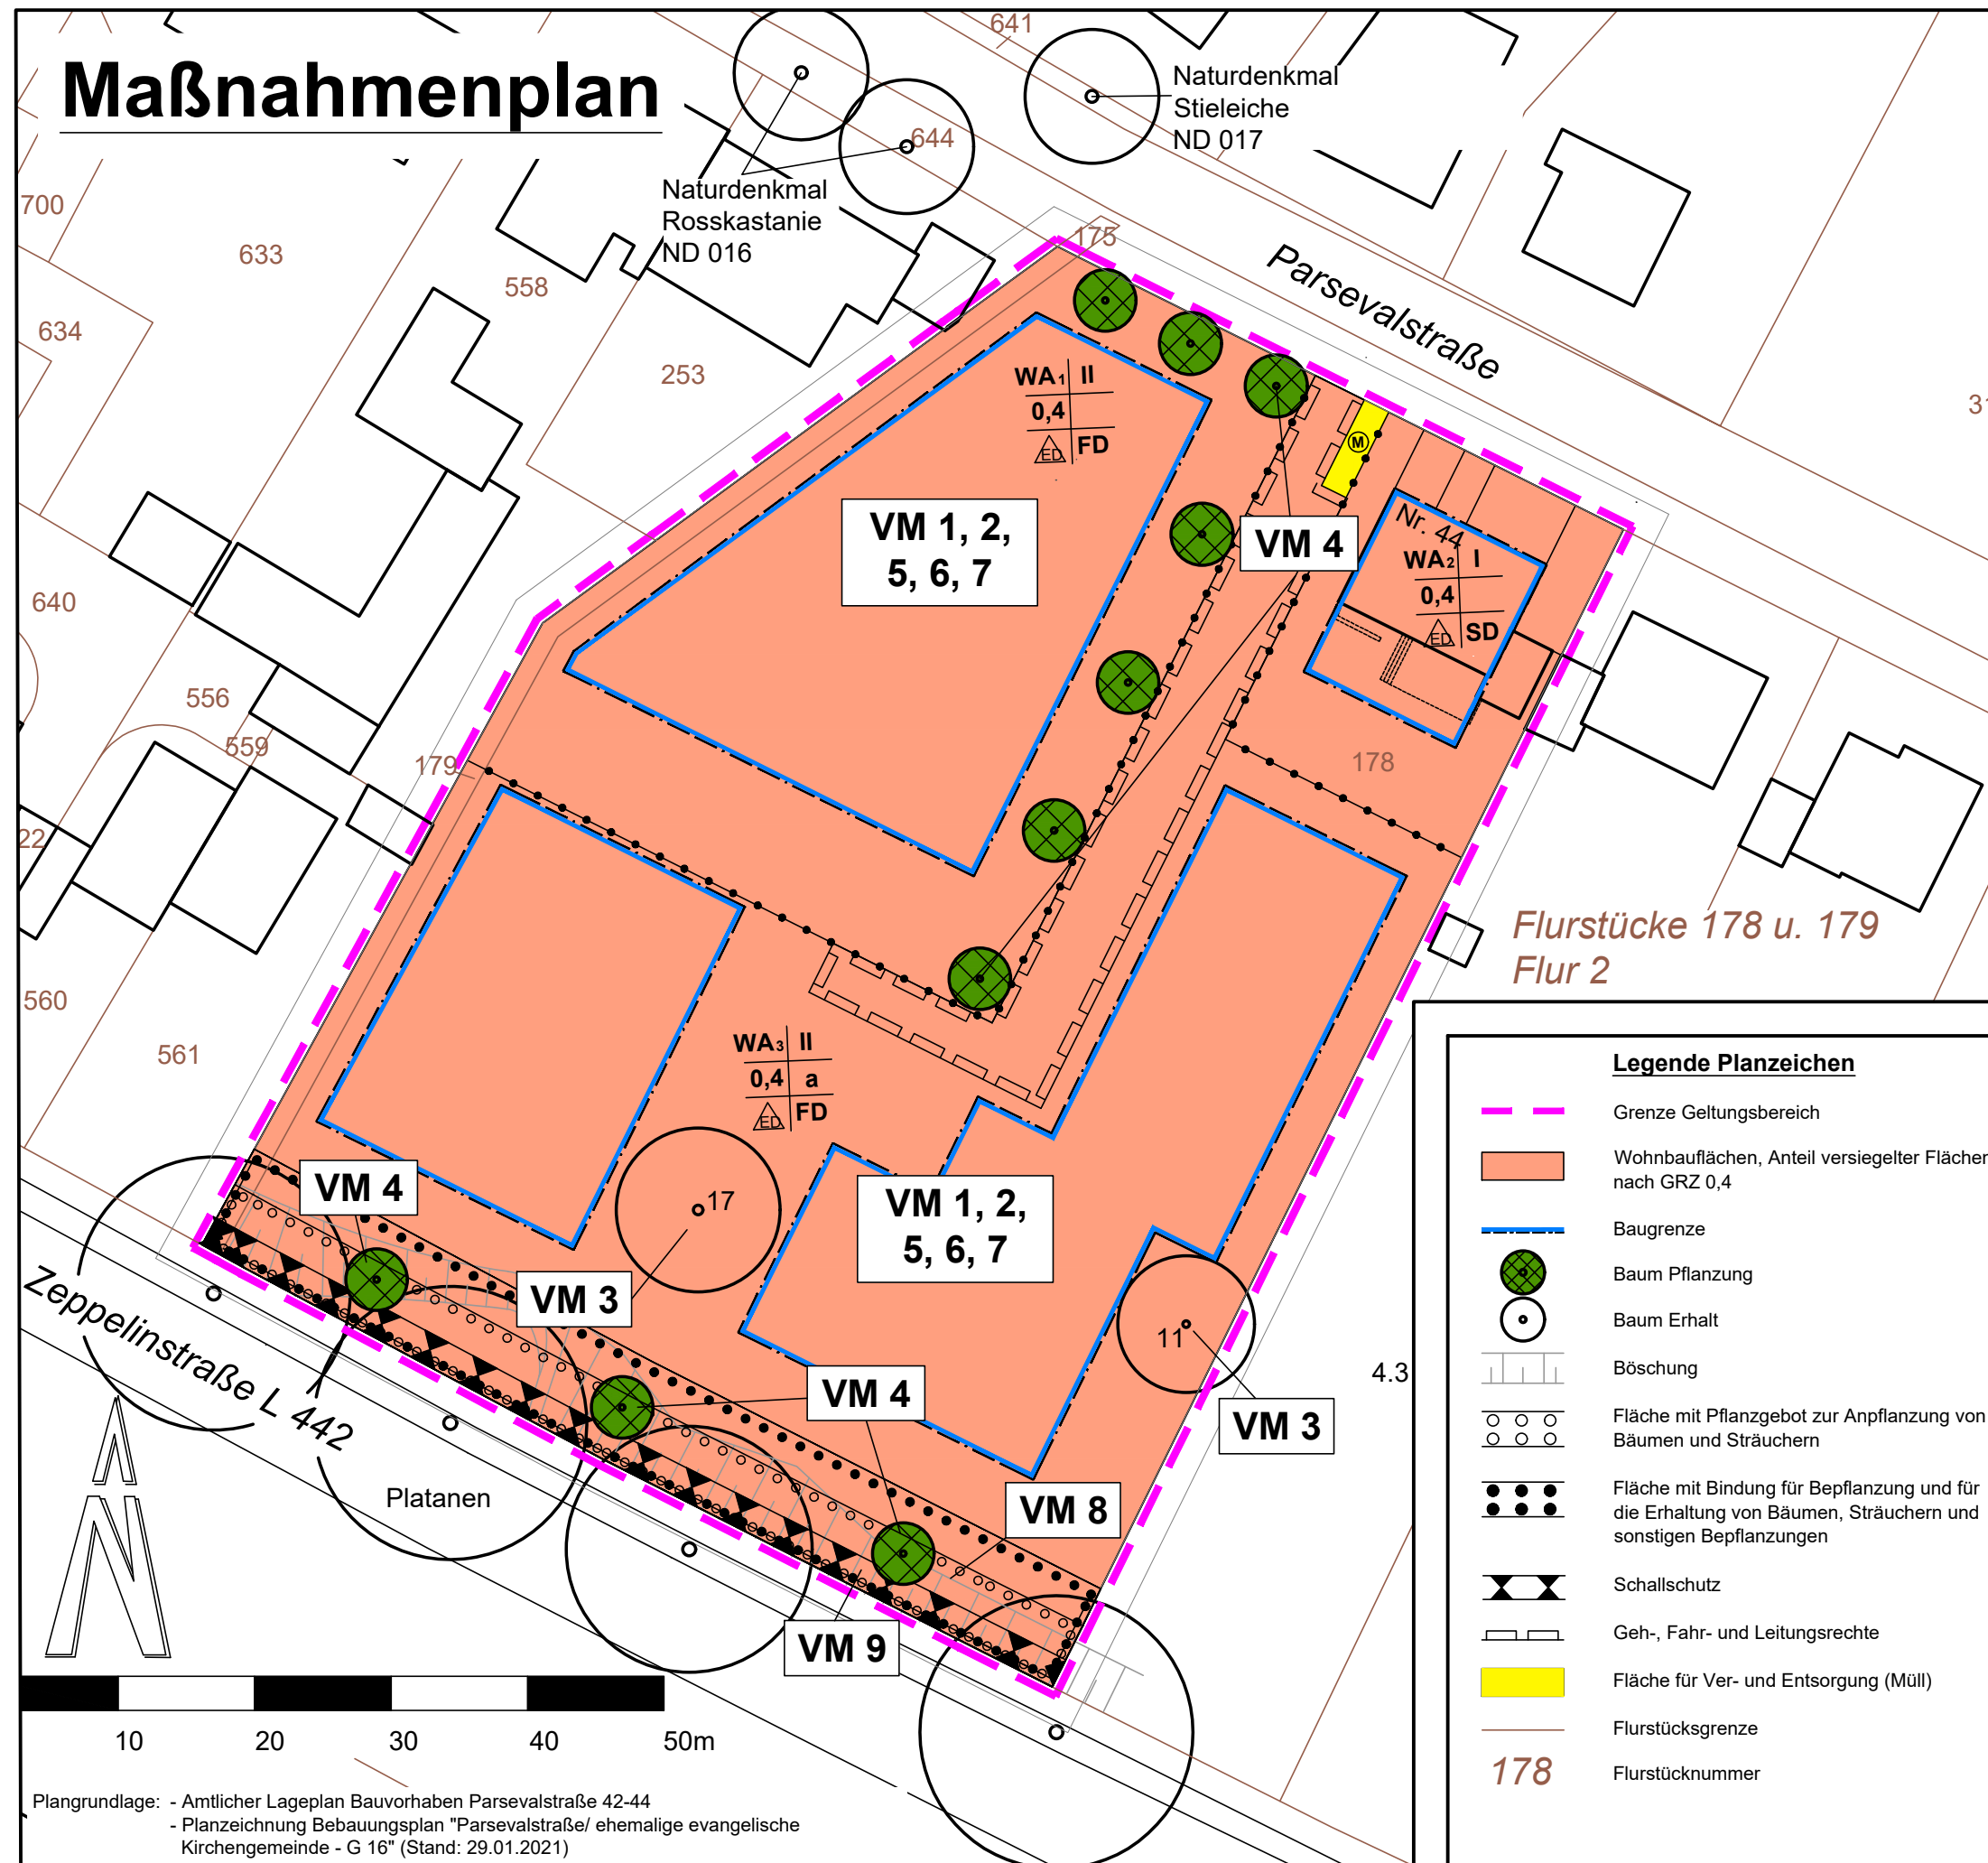 Maßnahmenplan
641
Naturdenkmal
Stieleiche
ND 017
644
Naturdenkmal
Rosskastanie
ND 016
700
633
558
175
Parsevalstraße
634
253
WA1 II
0,4
ED FD
M
VM 1, 2,
5, 6, 7
VM 4
Nr. 44
WA2 I
0,4
ED SD
640
556
559
179
178
22
Flurstücke 178 u. 179
Flur 2
560
561
WA3 II
0,4 a
ED FD
VM 4
17
VM 1, 2,
5, 6, 7
VM 3
11
Zeppelinstraße L 442
VM 4
4.3
VM 3
Platanen
VM 8
VM 9
N
10 20 30 40 50m
Plangrundlage: - Amtlicher Lageplan Bauvorhaben Parsevalstraße 42-44
- Planzeichnung Bebauungsplan "Parsevalstraße/ ehemalige evangelische
Kirchengemeinde - G 16" (Stand: 29.01.2021)
Legende Planzeichen
Grenze Geltungsbereich
Wohnbauflächen, Anteil versiegelter Flächen
nach GRZ 0,4
Baugrenze
Baum Pflanzung
Baum Erhalt
Böschung
Fläche mit Pflanzgebot zur Anpflanzung von
Bäumen und Sträuchern
Fläche mit Bindung für Bepflanzung und für
die Erhaltung von Bäumen, Sträuchern und
sonstigen Bepflanzungen
Schallschutz
Geh-, Fahr- und Leitungsrechte
Fläche für Ver- und Entsorgung (Müll)
Flurstücksgrenze
178 Flurstücknummer